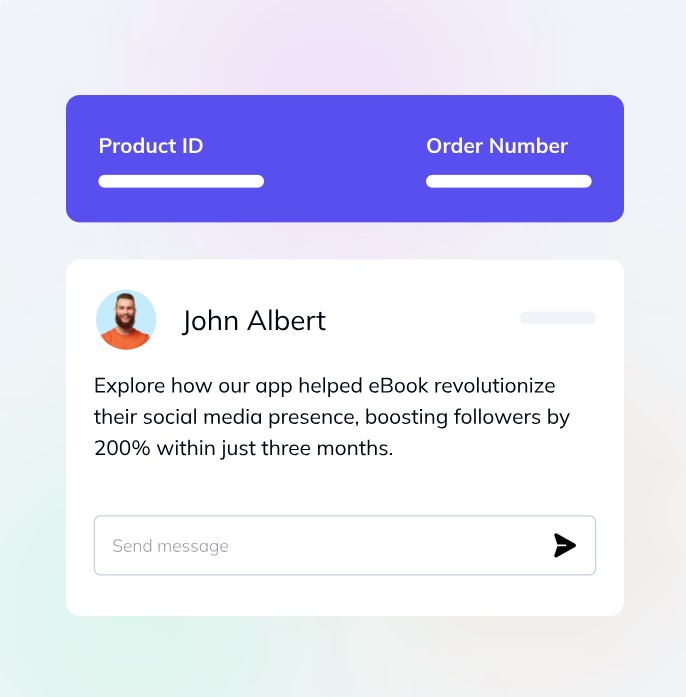 Product ID
Order Number
John Albert
Explore how our app helped eBook revolutionize
their social media presence, boosting followers by
200% within just three months.
Send message